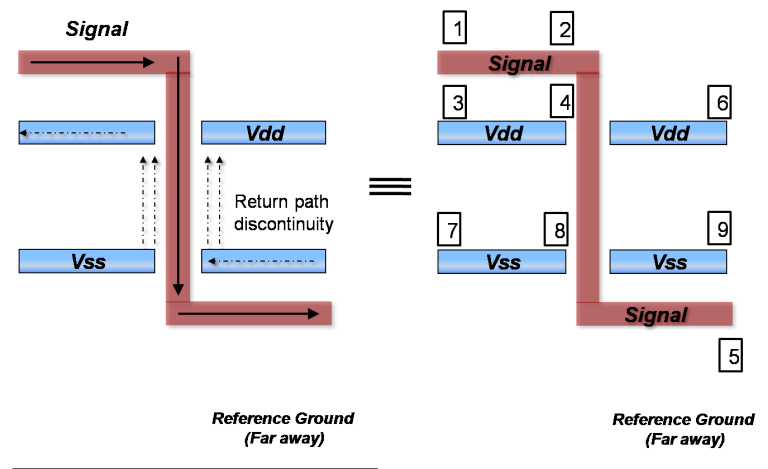 Signal
Vdd
Return path
discontinuity
Vss
Reference Ground
(Far away)
1
2
Signal
3
4
6
Vdd
Vdd
7
8
9
Vss
Vss
Signal
5
Reference Ground
(Far away)